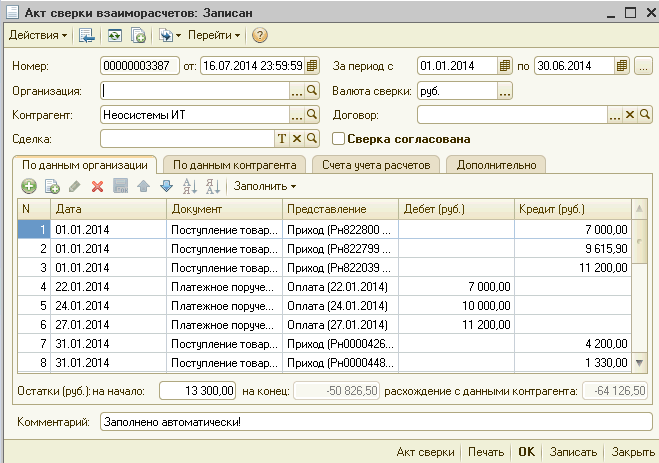 Акт сверки взаиморасчетов: Записан
Действия Перейти
Номер: 00000003387 от: 16.07.2014 23:59:59 За период с 01.01.2014 по 30.06.2014 ...
Организация: ... Валюта сверки: руб. ...
Контрагент: Неосистемы ИТ ... Договор: ...
Сделка: T Сверка согласована
По данным организации По данным контрагента Счета учета расчетов Дополнительно
Заполнить
N Дата Документ Представление Дебет (руб.) Кредит (руб.)
1 01.01.2014 Поступление товар... Приход (Рн822800 ... 7 000,00
2 01.01.2014 Поступление товар... Приход (Рн822799 ... 9 615,90
3 01.01.2014 Поступление товар... Приход (Рн822039 ... 11 200,00
4 22.01.2014 Платежное поруче... Оплата (22.01.2014) 7 000,00
5 24.01.2014 Платежное поруче... Оплата (24.01.2014) 10 000,00
6 27.01.2014 Платежное поруче... Оплата (27.01.2014) 11 200,00
7 31.01.2014 Поступление товар... Приход (Рн0000426... 4 200,00
8 31.01.2014 Поступление товар... Приход (Рн0000448... 1 330,00
Остатки (руб.): на начало: 13 300,00 на конец: -50 826,50 расхождение с данными контрагента: -64 126,50
Комментарий: Заполнено автоматически!
Акт сверки Печать OK Записать Закрыть